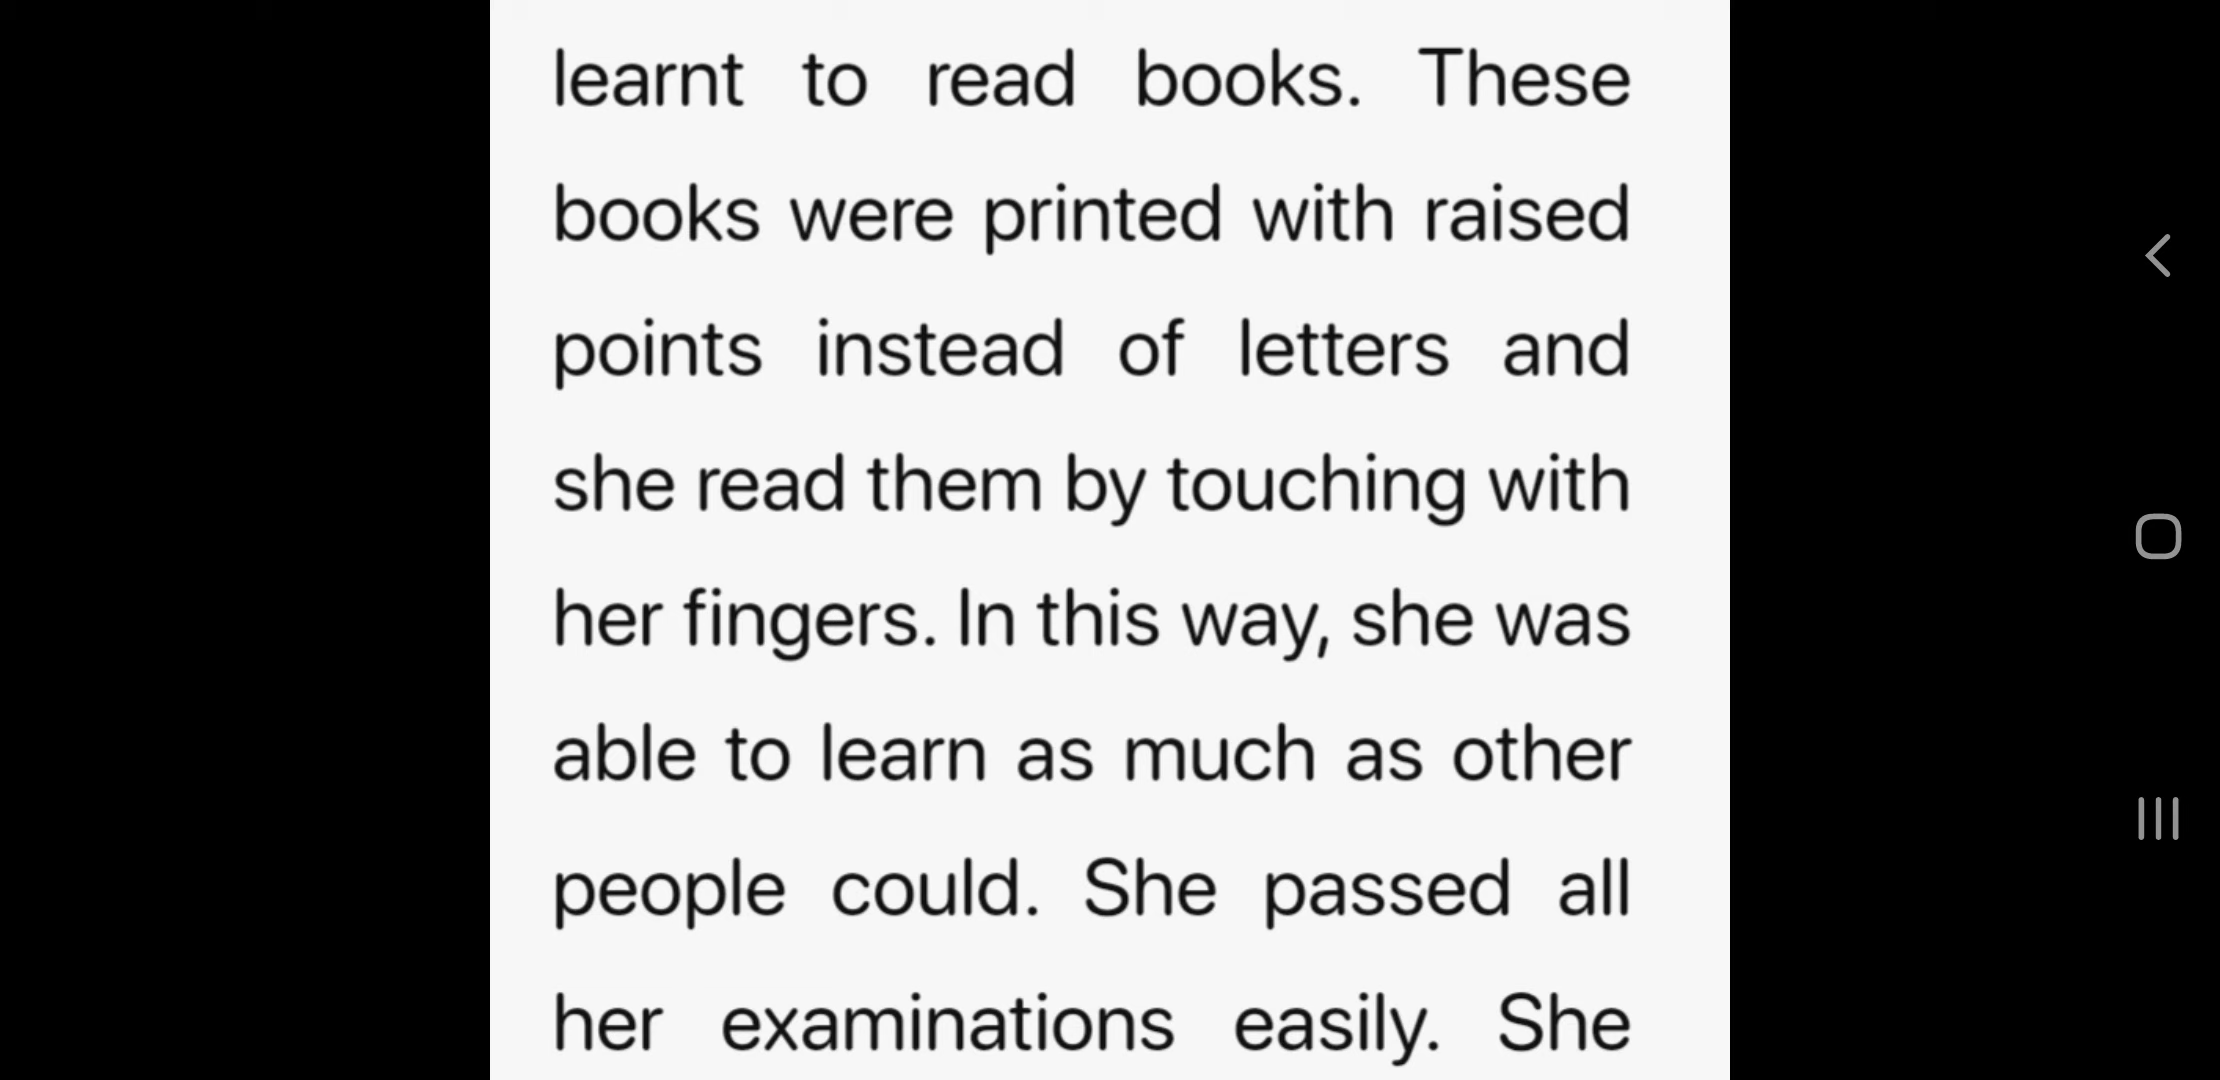 learnt to read books. These
books were printed with raised
points instead of letters and
she read them by touching with
her fingers. In this way, she was
able to learn as much as other
people could. She passed all
her examinations easily. She